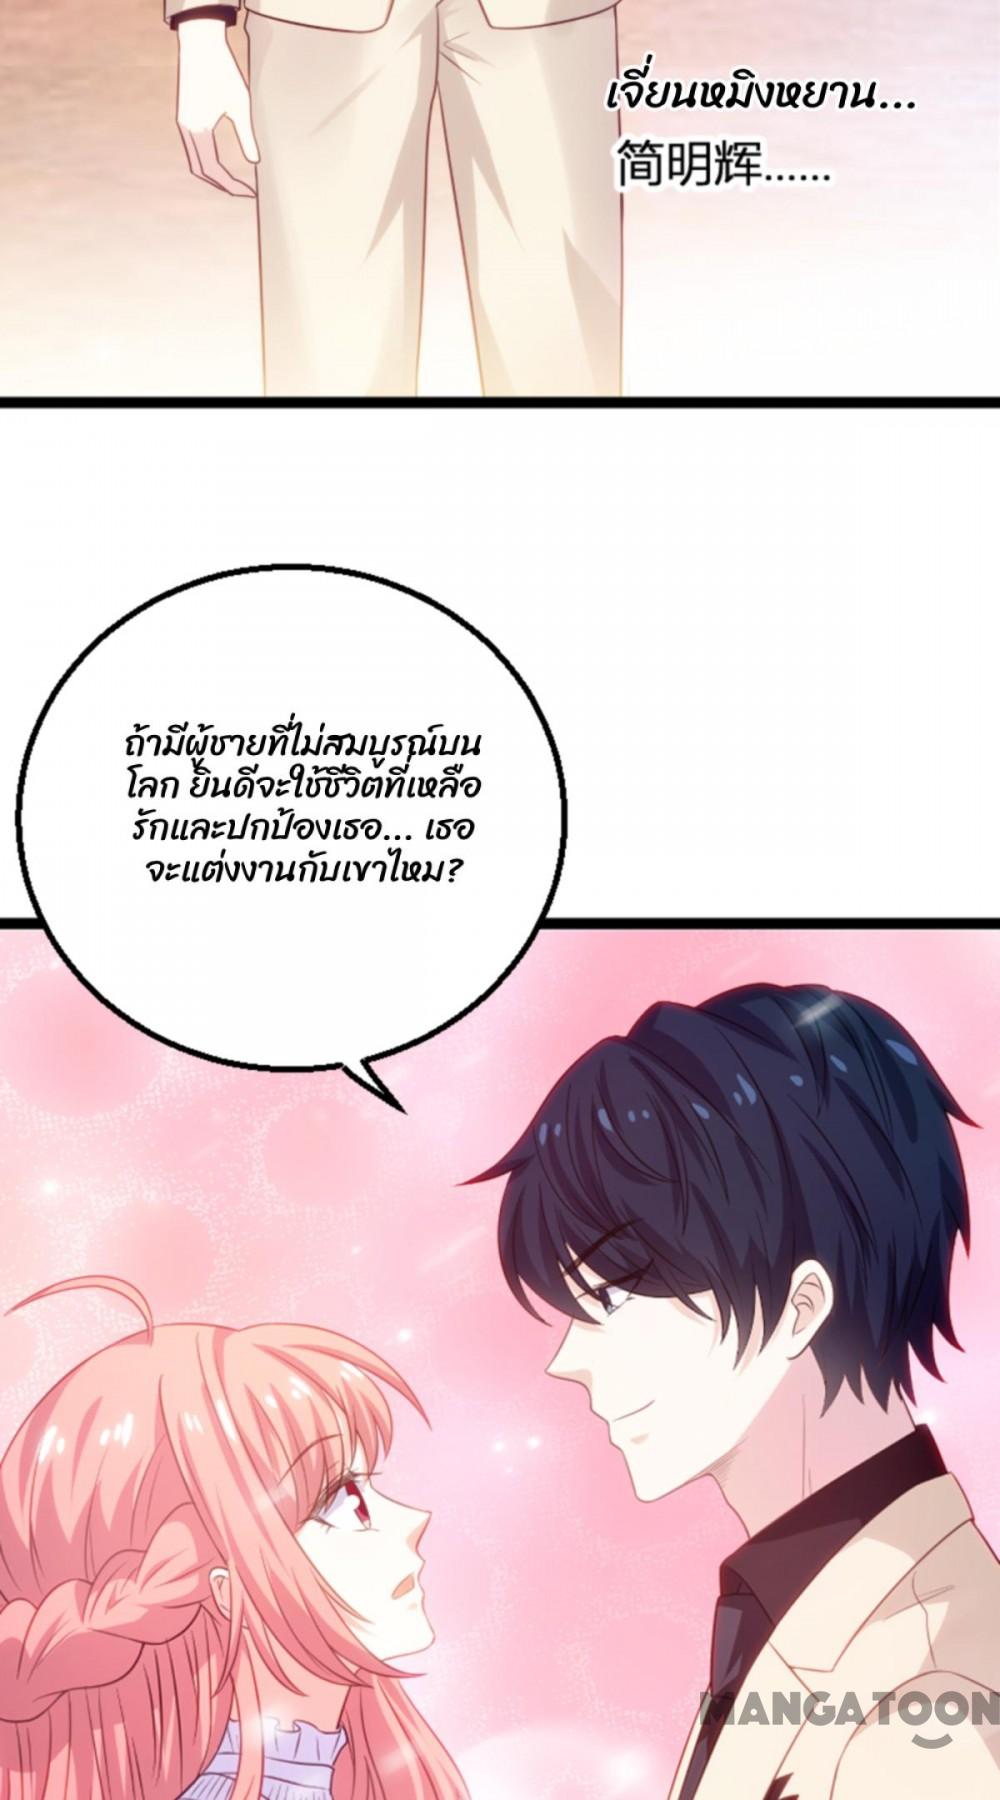 เจี่ยนหมิงหยาน...
简明辉......
ถ้ามีผู้ชายที่ไม่สมบูรณ์บน
โลก ยินดีจะใช้ชีวิตที่เหลือ
รักและปกป้องเธอ... เธอ
จะแต่งงานกับเขาไหม?
MANGATOON